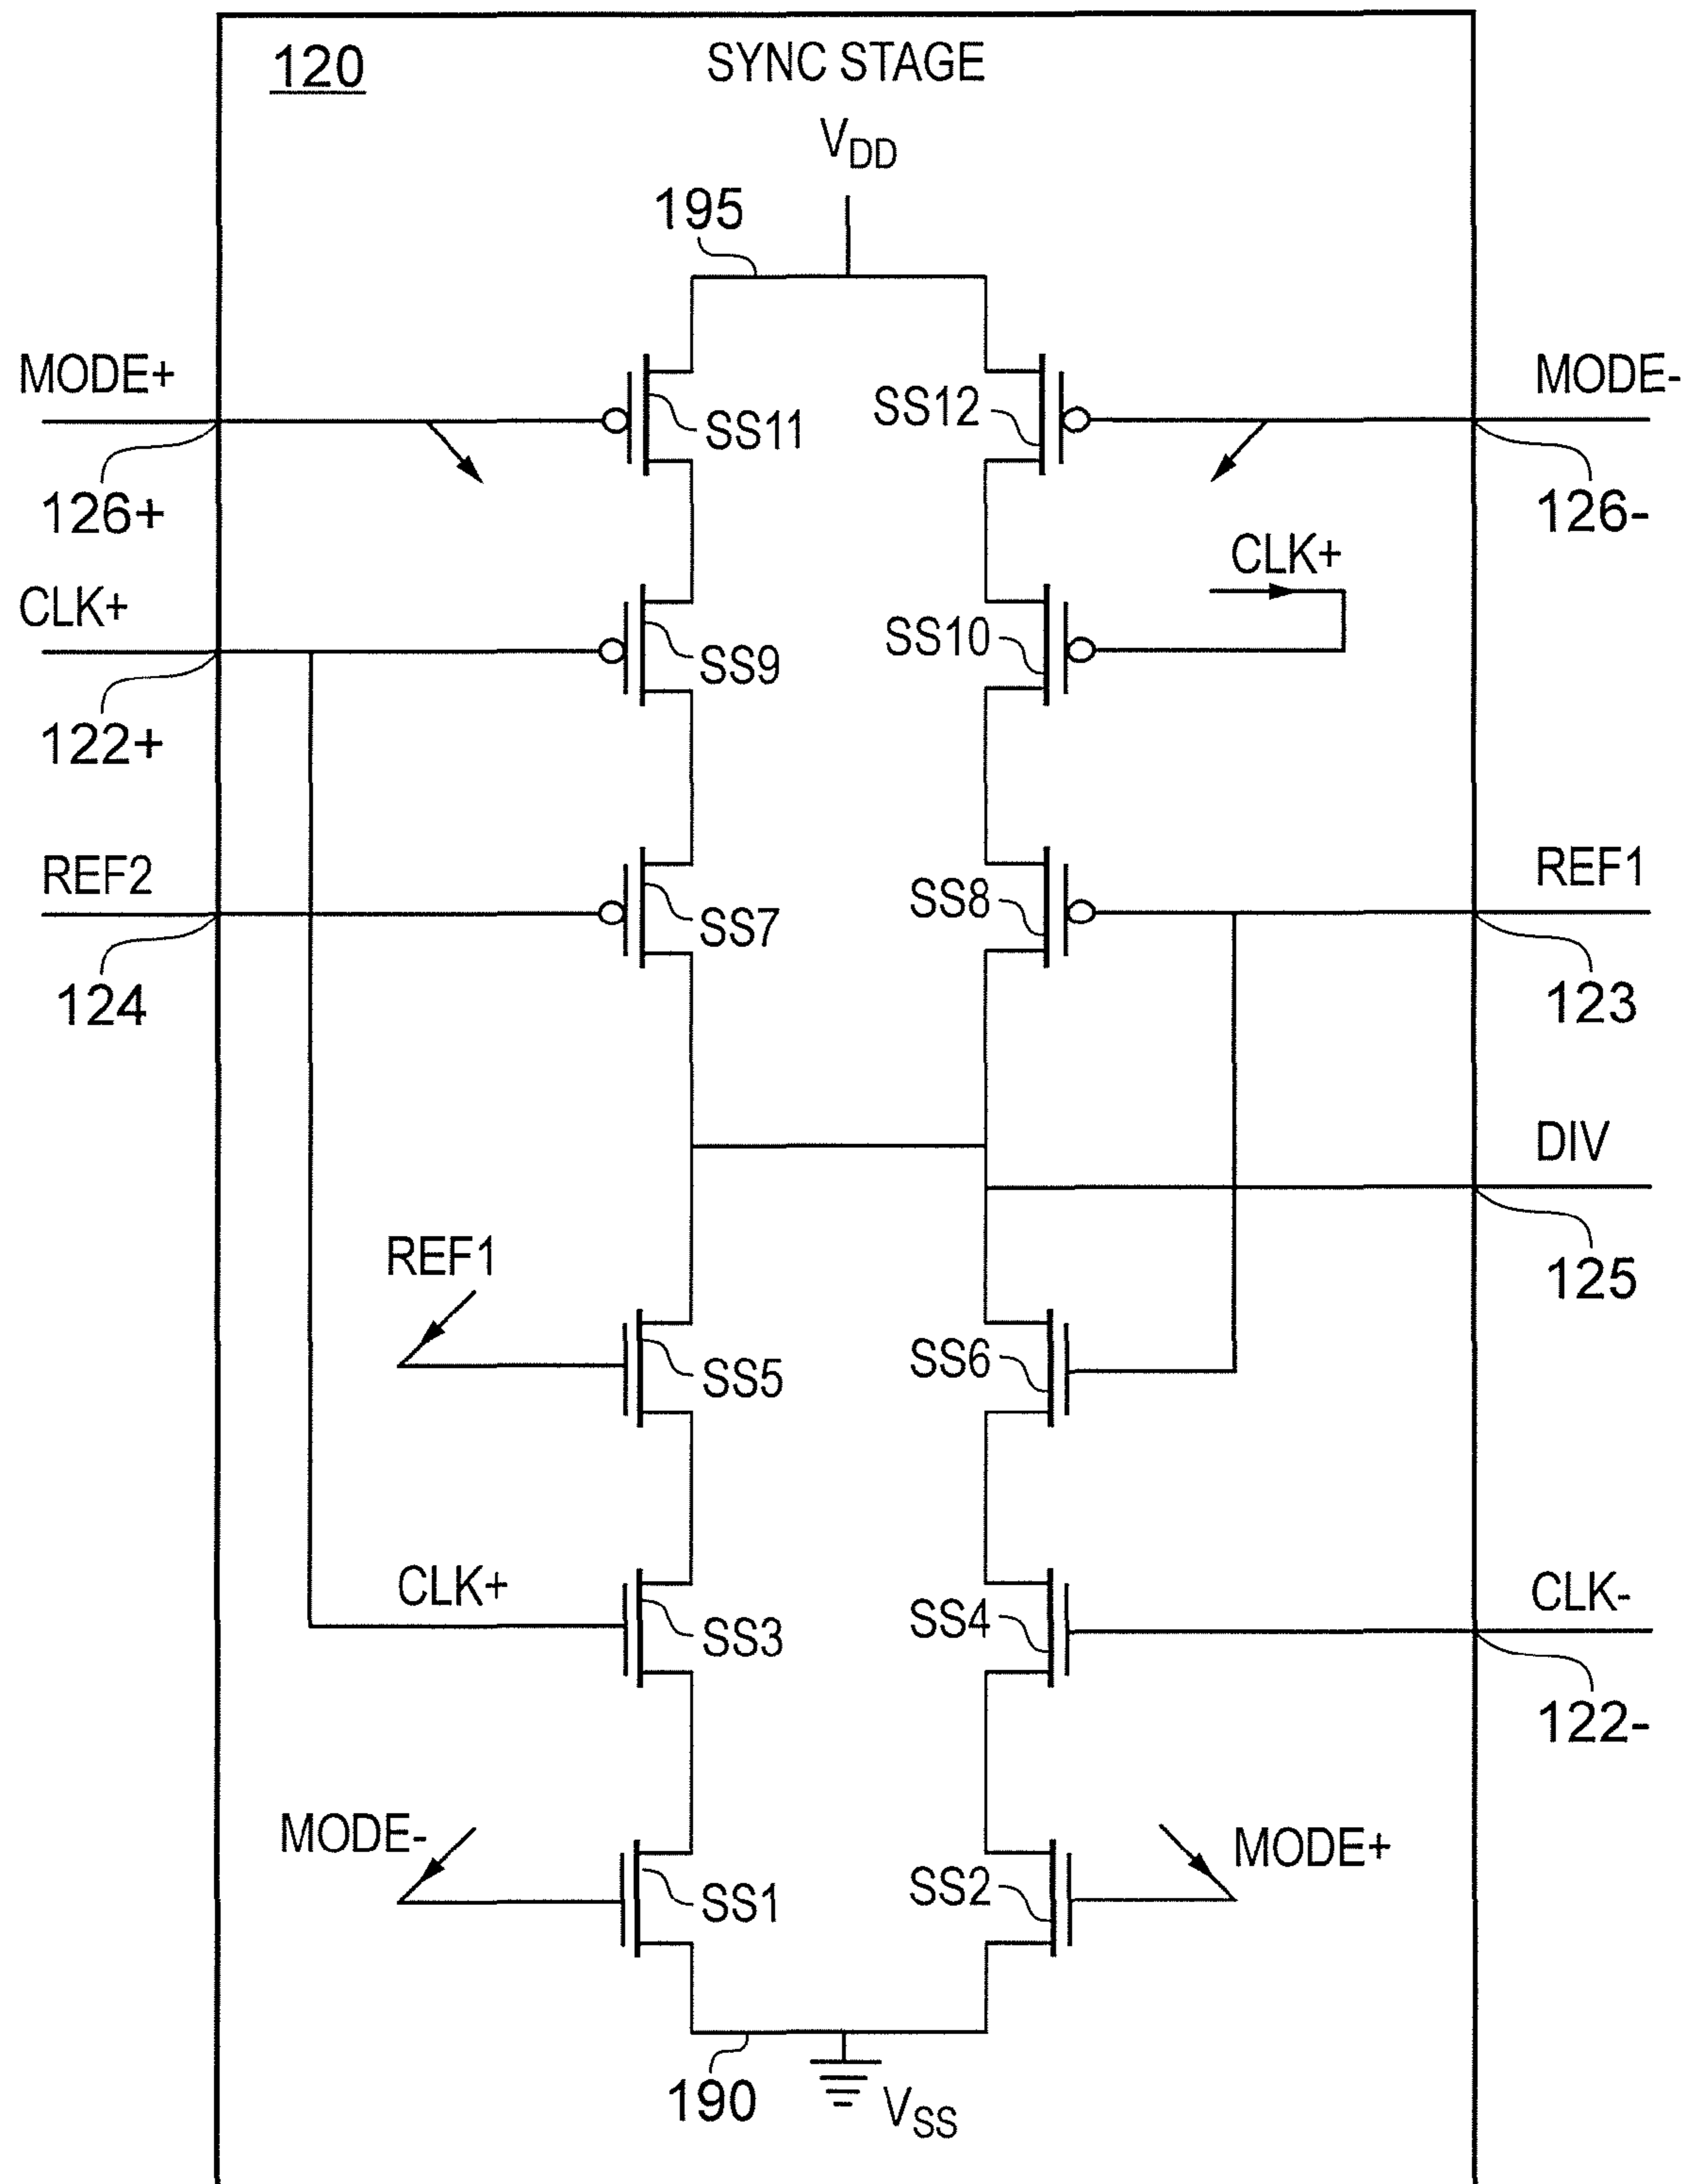 120
SYNC STAGE
VDD
195
MODE+
SS11
SS12
MODE-
126+
126-
CLK+
CLK+
SS9
SS10
122+
REF2
SS7
SS8
REF1
124
123
DIV
REF1
125
SS5
SS6
CLK+
SS3
SS4
CLK-
122-
MODE-
SS1
SS2
MODE+
190
VSS